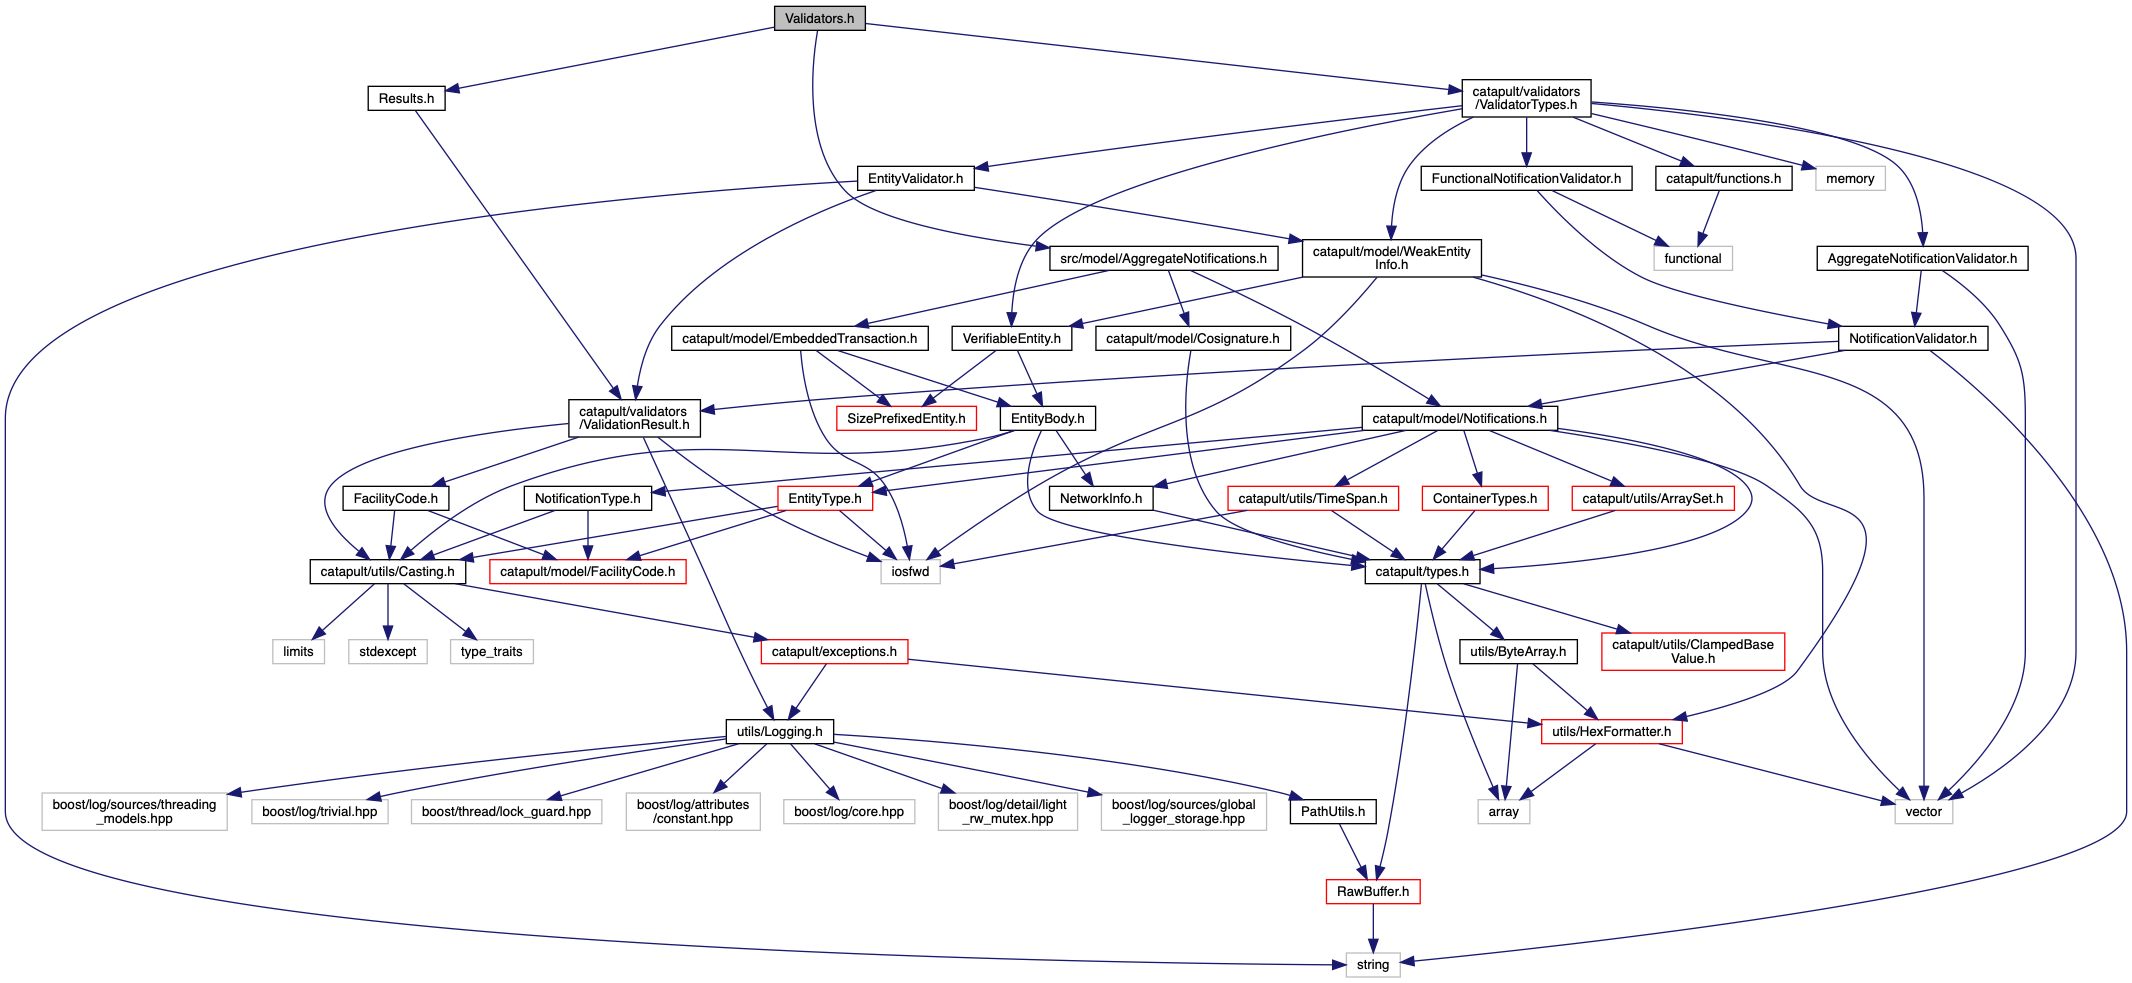 Validators.h
Results.h
catapult/validators
/ValidatorTypes.h
EntityValidator.h
FunctionalNotificationValidator.h
catapult/functions.h
memory
src/model/AggregateNotifications.h
catapult/model/WeakEntity
Info.h
functional
AggregateNotificationValidator.h
catapult/model/EmbeddedTransaction.h
VerifiableEntity.h
catapult/model/Cosignature.h
NotificationValidator.h
catapult/validators
/ValidationResult.h
SizePrefixedEntity.h
EntityBody.h
catapult/model/Notifications.h
FacilityCode.h
NotificationType.h
EntityType.h
NetworkInfo.h
catapult/utils/TimeSpan.h
ContainerTypes.h
catapult/utils/ArraySet.h
catapult/utils/Casting.h
catapult/model/FacilityCode.h
iosfwd
catapult/types.h
limits
stdexcept
type_traits
catapult/exceptions.h
utils/ByteArray.h
catapult/utils/ClampedBase
Value.h
utils/Logging.h
utils/HexFormatter.h
boost/log/sources/threading
_models.hpp
boost/log/trivial.hpp
boost/thread/lock_guard.hpp
boost/log/attributes
/constant.hpp
boost/log/core.hpp
boost/log/detail/light
_rw_mutex.hpp
boost/log/sources/global
_logger_storage.hpp
PathUtils.h
array
vector
RawBuffer.h
string